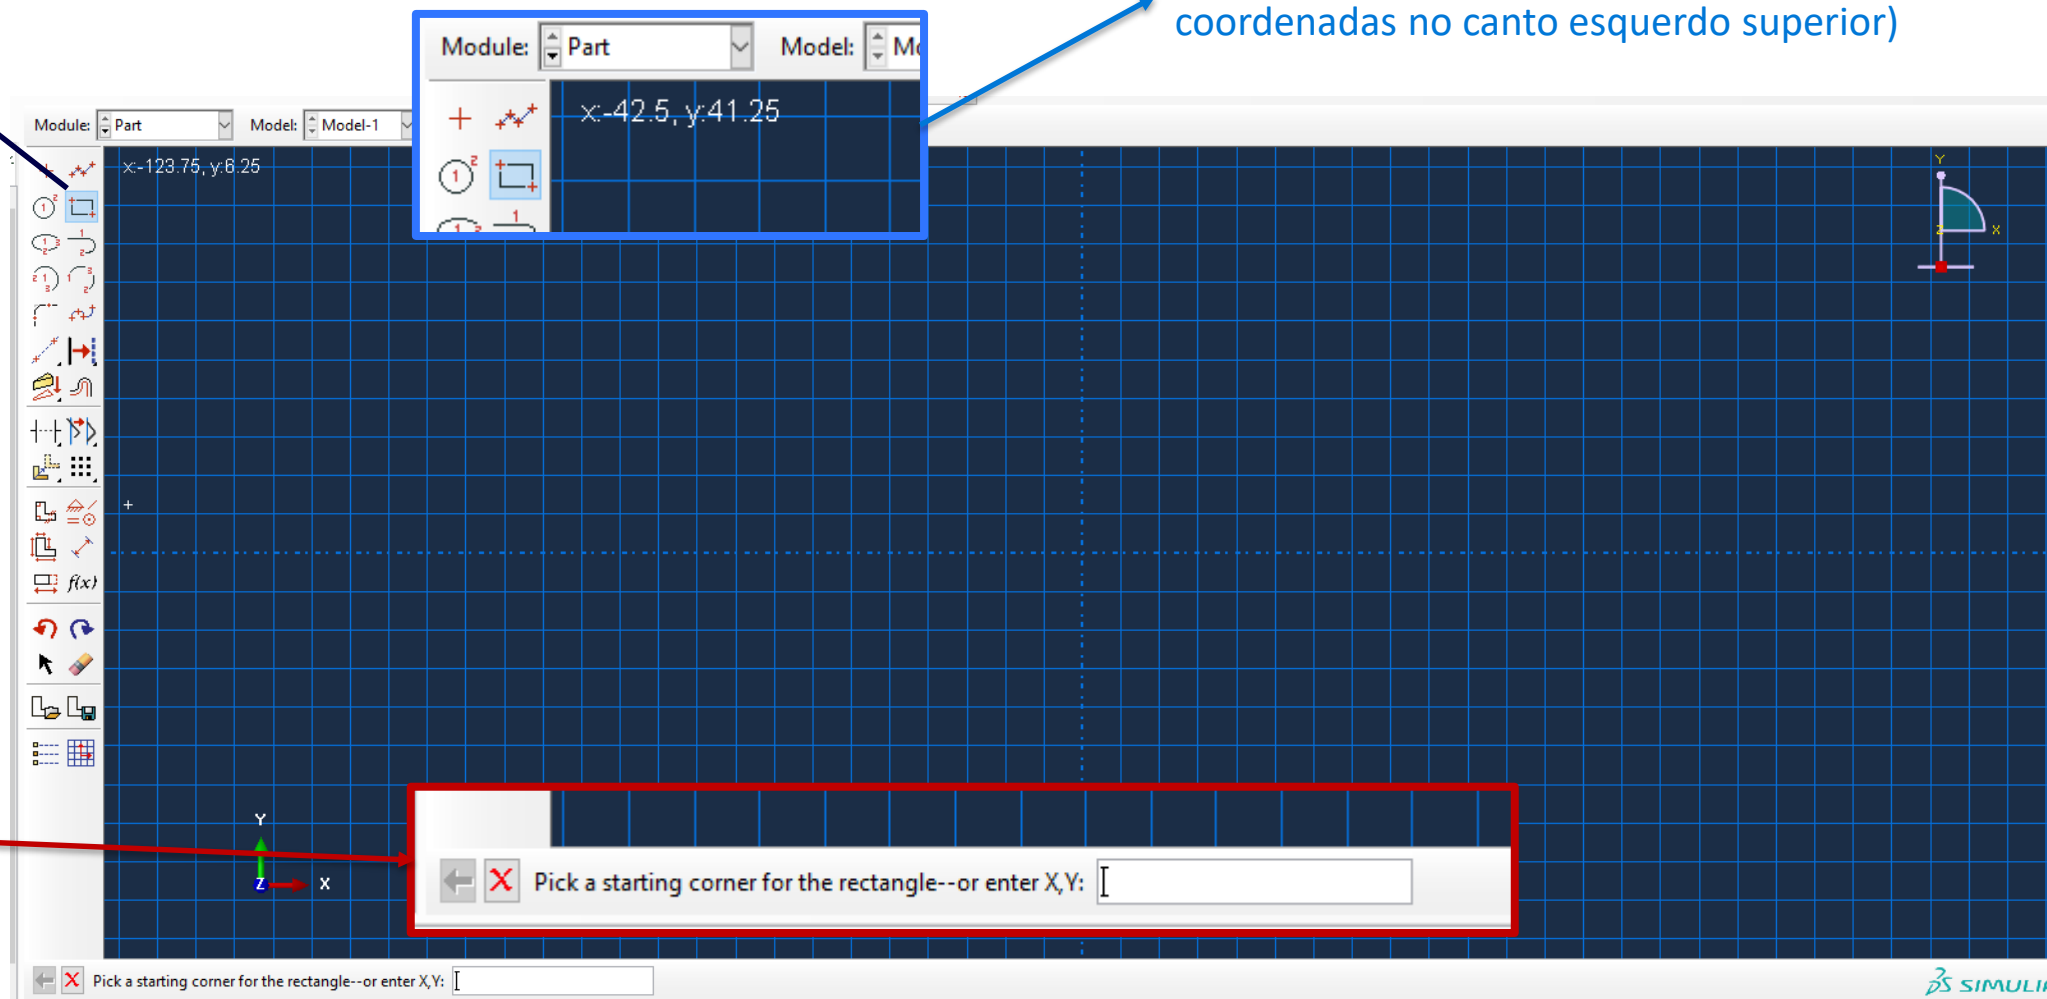 coordenadas no canto esquerdo superior)
Module: Part Model:
x:-42.5, y:41.25
Module: Part Model: Model-1
x:-123.75, y:6.25
Y
Z X
f(x)
Y
Z X
Pick a starting corner for the rectangle--or enter X,Y:
Pick a starting corner for the rectangle--or enter X,Y: